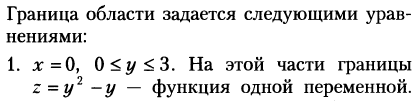 Граница области задается следующими урав-
нениями:
1. x = 0, 0 ≤ y ≤ 3. На этой части границы
z = y² − y — функция одной переменной.